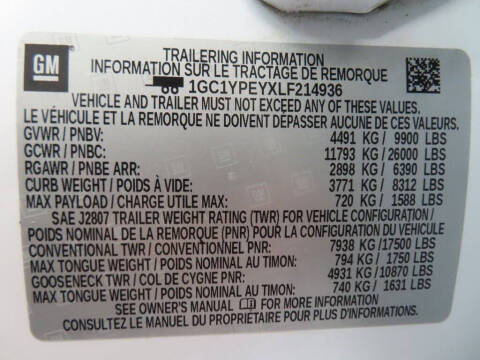 GM
TRAILERING INFORMATION
INFORMATION SUR LE TRACTAGE DE REMORQUE
1GC1YPEYXLF214936
VEHICLE AND TRAILER MUST NOT EXCEED ANY OF THESE RATINGS
LE VÉHICULE ET LA REMORQUE NE DOIVENT DÉPASSER AUCUNE DE CES VALEURS
GVWR / PNBV: 4491 KG / 9900 LBS
GCWR / PNBC: 11793 KG / 26000 LBS
RGAWR / PNBE ARR: 2898 KG / 6390 LBS
CURB WEIGHT / POIDS À VIDE: 3771 KG / 8312 LBS
MAX PAYLOAD / CHARGE UTILE MAX: 720 KG / 1588 LBS
SAE J2807 TRAILER WEIGHT RATING (TWR) FOR VEHICLE CONFIGURATION /
POIDS NOMINAL DE LA REMORQUE (PNR) POUR LA CONFIGURATION DU VÉHICULE
CONVENTIONAL TWR / CONVENTIONNEL PNR: 7938 KG / 17500 LBS
MAX TONGUE WEIGHT / POIDS NOMINAL AU TIMON: 794 KG / 1750 LBS
GOOSENECK TWR / COL DE CYGNE PNR: 4931 KG / 10870 LBS
MAX TONGUE WEIGHT / POIDS NOMINAL AU TIMON: 740 KG / 1631 LBS
SEE OWNER'S MANUAL FOR MORE INFORMATION
CONSULTEZ LE MANUEL DU PROPRIÉTAIRE POUR PLUS D'INFORMATIONS